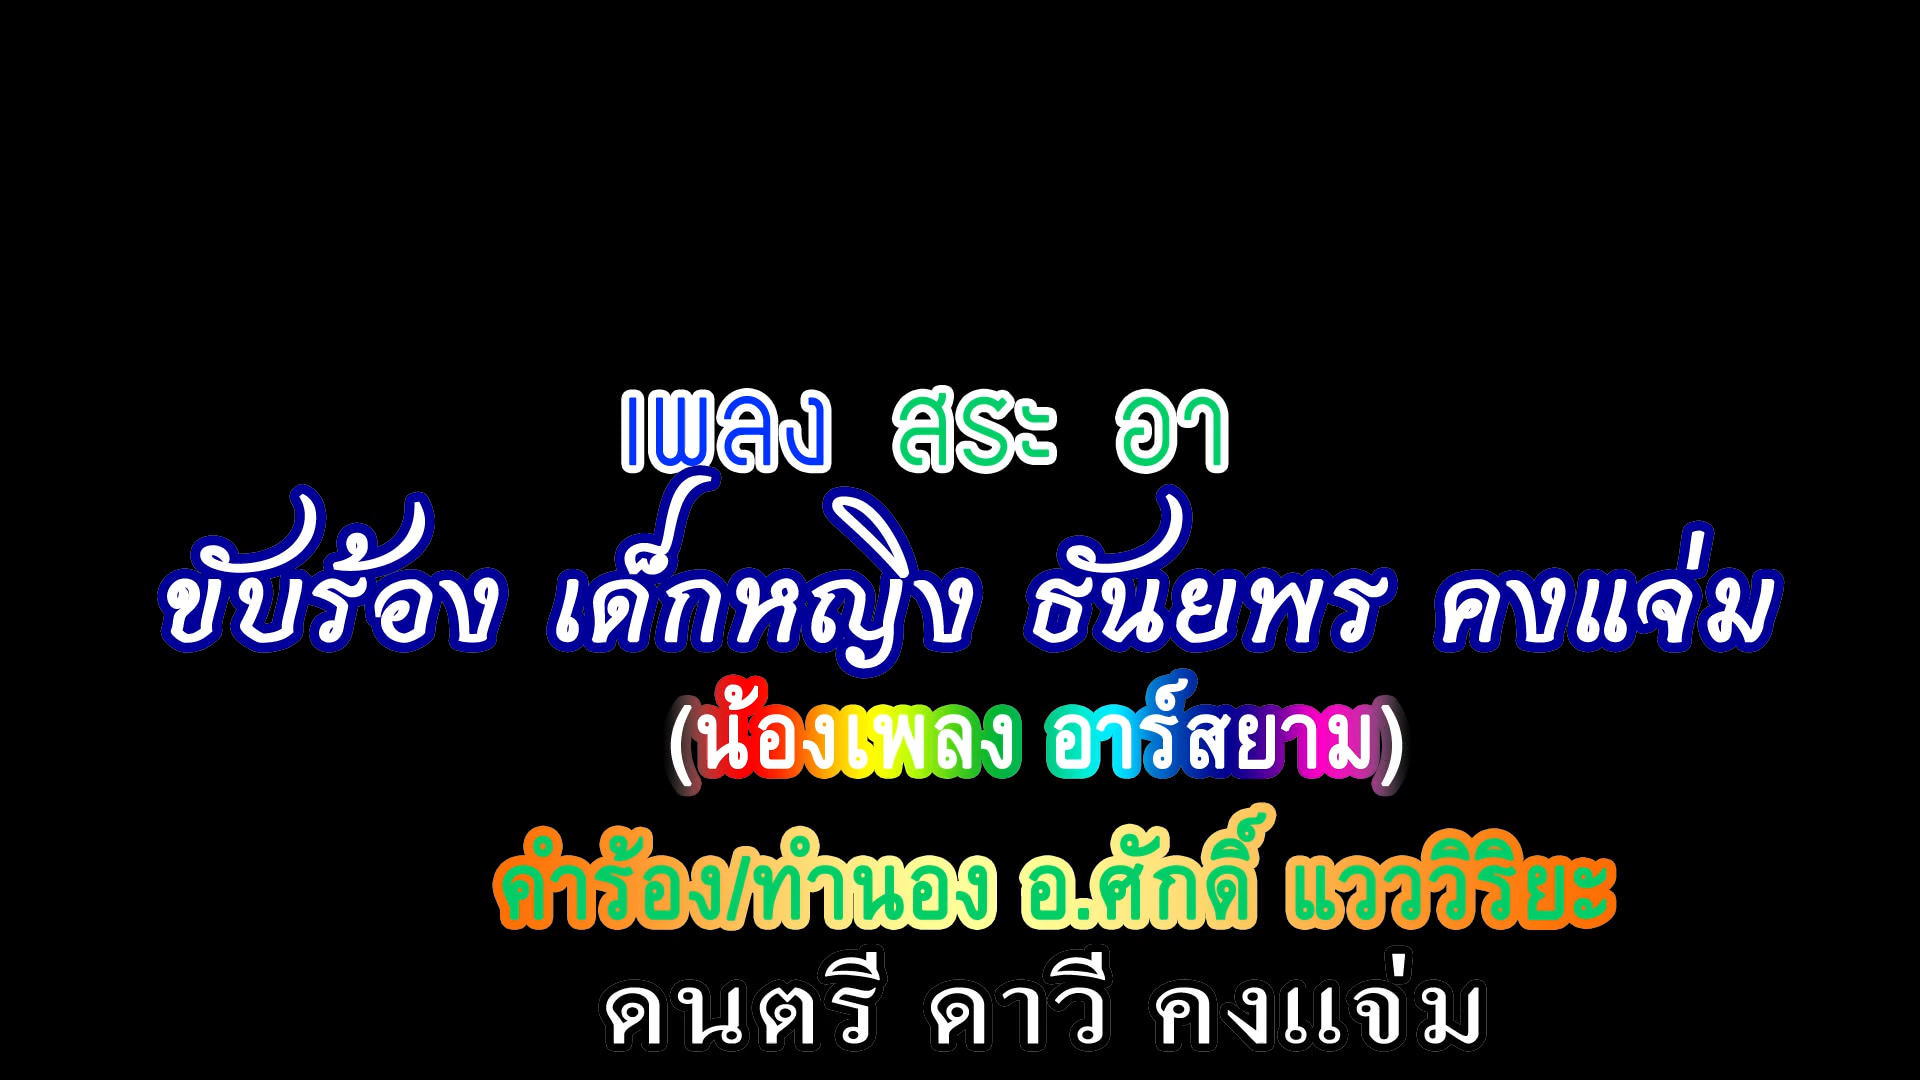 เพลง สระ อา
ขับร้อง เด็กหญิง ธันยพร คงแจ่ม
(น้องเพลง อาร์สยาม)
คำร้อง/ทำนอง อ.ศักดิ์ แวววิริยะ
ดนตรี ดาวี คงแจ่ม